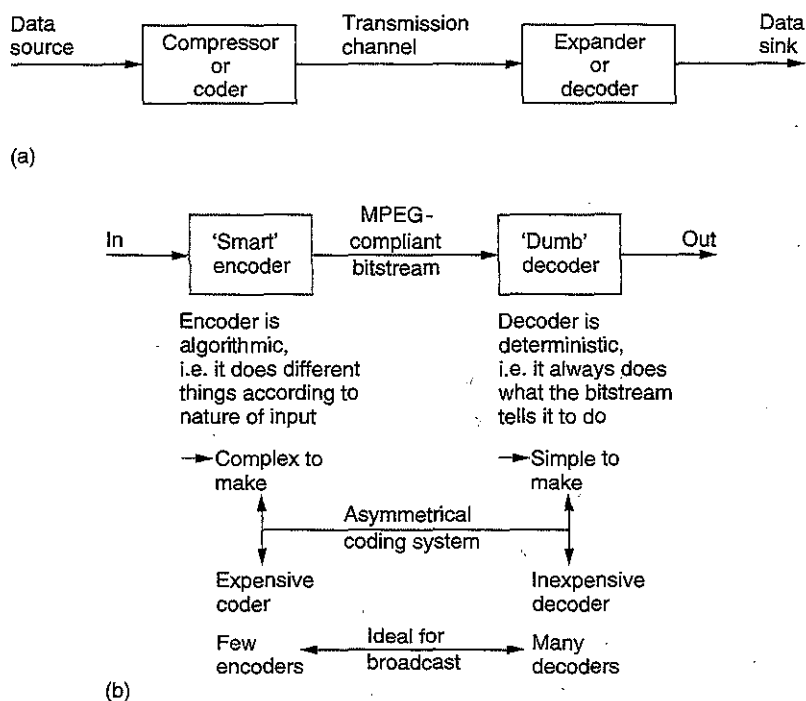 Data source
Compressor or coder
Transmission channel
Expander or decoder
Data sink
(a)
In
'Smart' encoder
MPEG-compliant bitstream
'Dumb' decoder
Out
Encoder is
algorithmic,
i.e. it does different
things according to
nature of input
Decoder is
deterministic,
i.e. it always does
what the bitstream
tells it to do
Complex to
make
Simple to
make
Asymmetrical
coding system
Expensive
coder
Inexpensive
decoder
Few
encoders
Ideal for
broadcast
Many
decoders
(b)